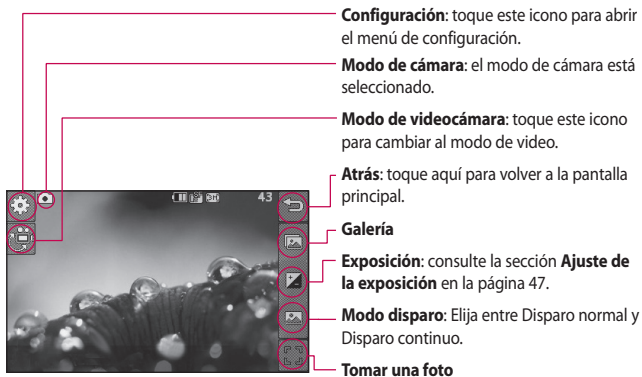 Configuración: toque este icono para abrir
el menú de configuración.
Modo de cámara: el modo de cámara está
seleccionado.
Modo de videocámara: toque este icono
para cambiar al modo de video.
Atrás: toque aquí para volver a la pantalla
principal.
43
Galería
Exposición: consulte la sección Ajuste de
la exposición en la página 47.
Modo disparo: Elija entre Disparo normal y
Disparo continuo.
Tomar una foto